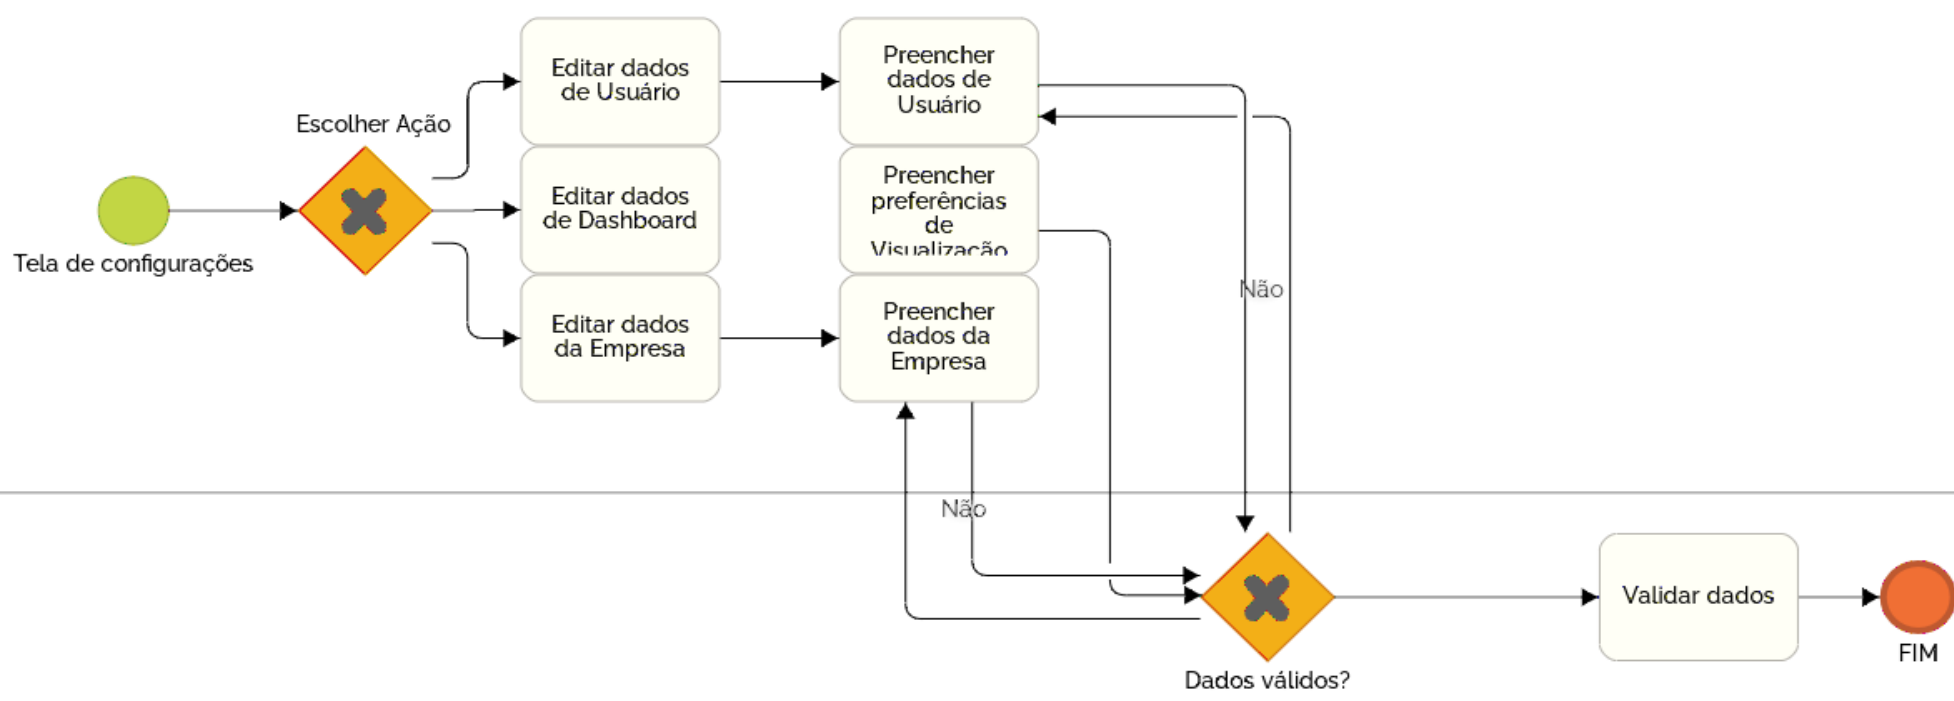 Escolher Ação
Tela de configurações
Editar dados
de Usuário
Preencher
dados de
Usuário
Editar dados
de Dashboard
Preencher
preferências
de
Visualização
Editar dados
da Empresa
Preencher
dados da
Empresa
Não
Não
Dados válidos?
Validar dados
FIM